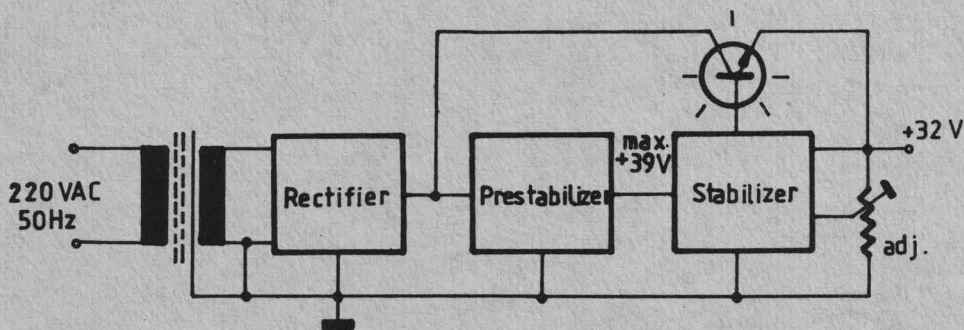 220 VAC
50Hz
Rectifier
Prestabilizer
max.
+39V
Stabilizer
+32 V
adj.